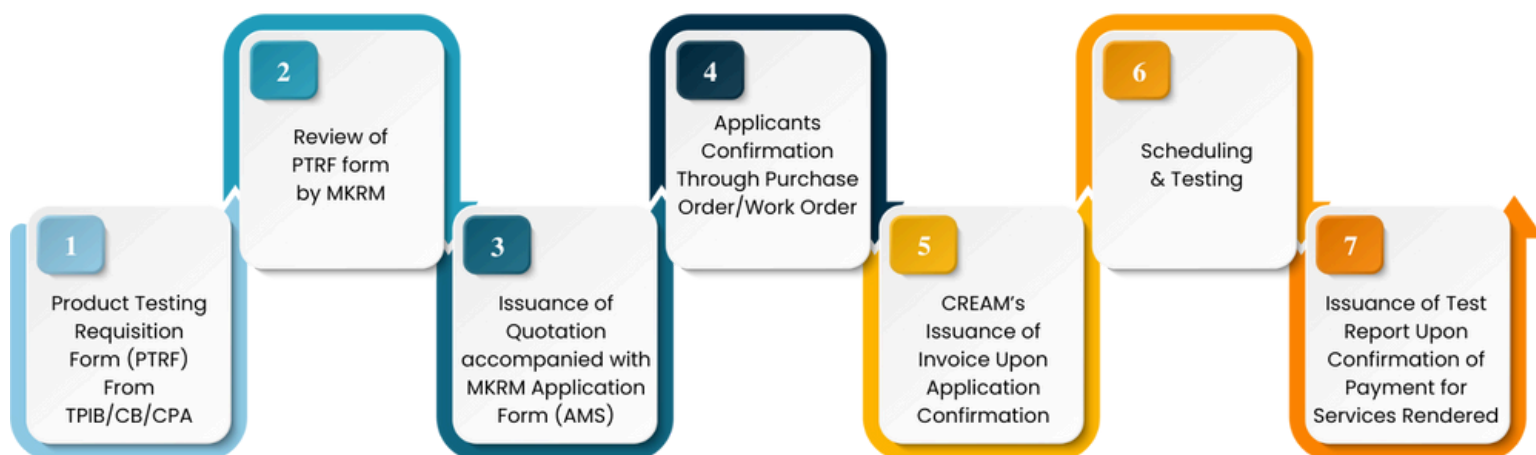 1
Product Testing
Requisition
Form (PTRF)
From
TPIB/CB/CPA
2
Review of
PTRF form
by MKRM
3
Issuance of
Quotation
accompanied with
MKRM Application
Form (AMS)
4
Applicants
Confirmation
Through Purchase
Order/Work Order
5
CREAM’s
Issuance of
Invoice Upon
Application
Confirmation
6
Scheduling
& Testing
7
Issuance of Test
Report Upon
Confirmation of
Payment for
Services Rendered